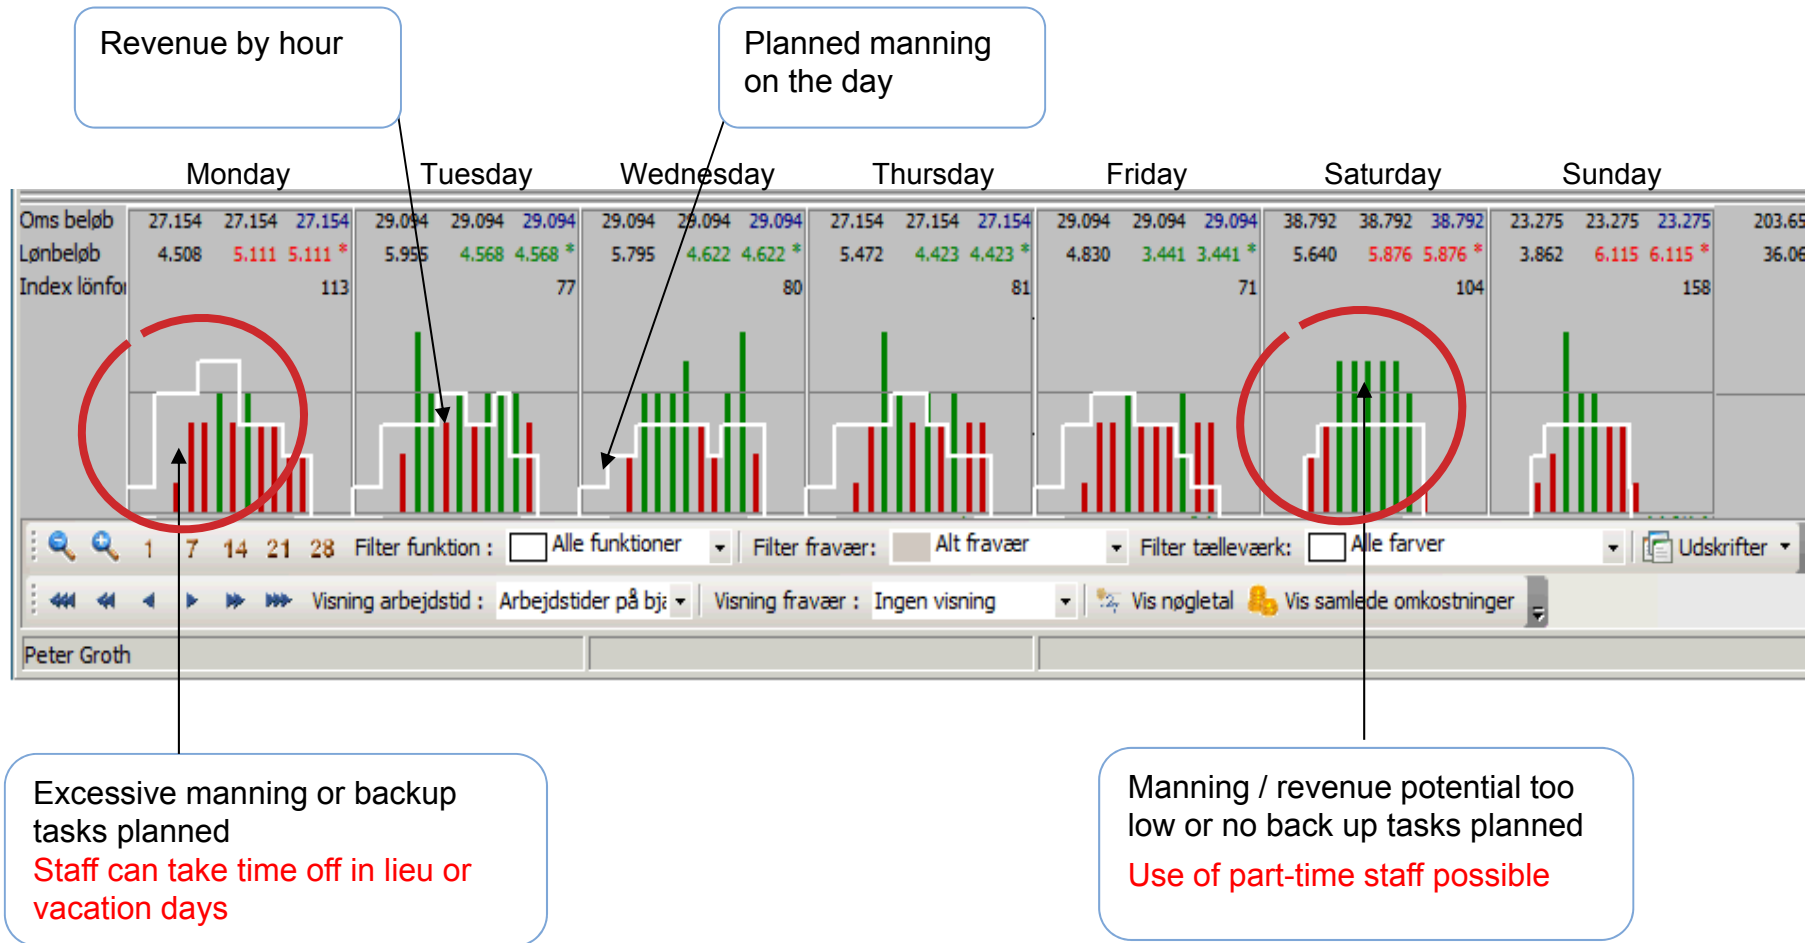 Revenue by hour
Planned manning
on the day
Monday Tuesday Wednesday Thursday Friday Saturday Sunday
Oms beløb 27.154 27.154 27.154 29.094 29.094 29.094 29.094 29.094 29.094 27.154 27.154 27.154 29.094 29.094 29.094 38.792 38.792 38.792 23.275 23.275 23.275 203.65
Lønbeløb 4.508 5.111 5.111 * 5.955 4.568 4.568 * 5.795 4.622 4.622 * 5.472 4.423 4.423 * 4.830 3.441 3.441 * 5.640 5.876 5.876 * 3.862 6.115 6.115 * 36.06
Index lönfor 113 77 80 81 71 104 158
1 7 14 21 28 Filter funktion : Alle funktioner Filter fravær: Alt fravær Filter tælleværk: Alle farver Udskrifter
Visning arbejdstid : Arbejdstider på bja Visning fravær : Ingen visning Vis nøgletal Vis samlede omkostninger
Peter Groth
Excessive manning or backup
tasks planned
Staff can take time off in lieu or
vacation days
Manning / revenue potential too
low or no back up tasks planned
Use of part-time staff possible